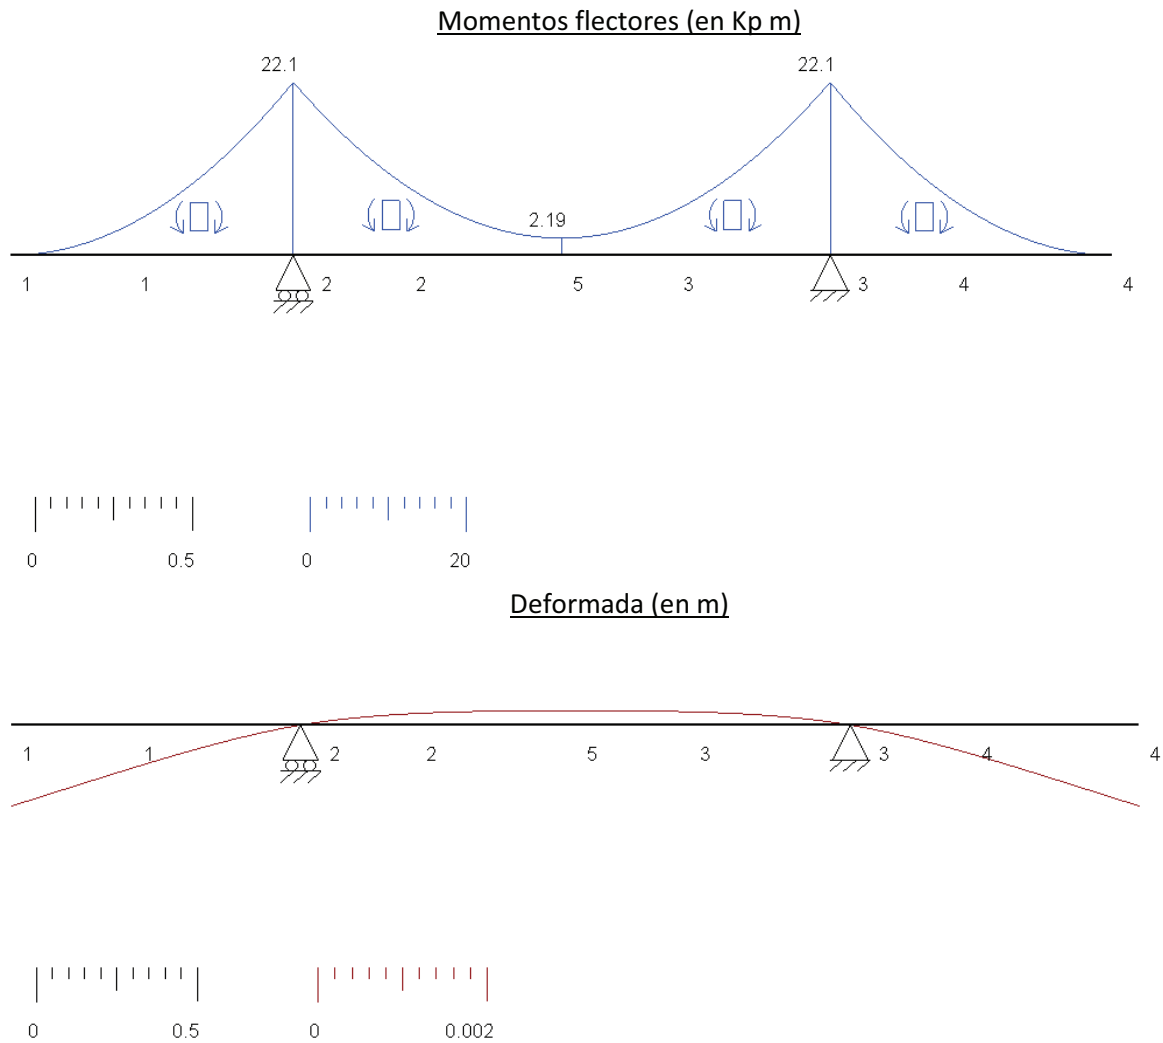 Momentos flectores (en Kp m)
22.1 22.1
2.19
1 1 2 2 5 3 3 4 4
0 0.5 0 20
Deformada (en m)
1 1 2 2 5 3 3 4 4
0 0.5 0 0.002